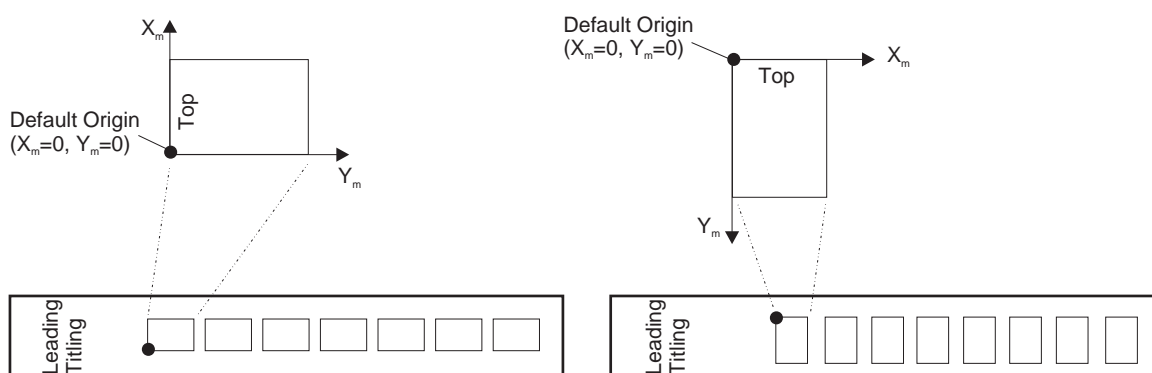 Xm
Top
Default Origin
(Xm=0, Ym=0)
Ym
Leading
Titling
Default Origin
(Xm=0, Ym=0)
Xm
Top
Ym
Leading
Titling